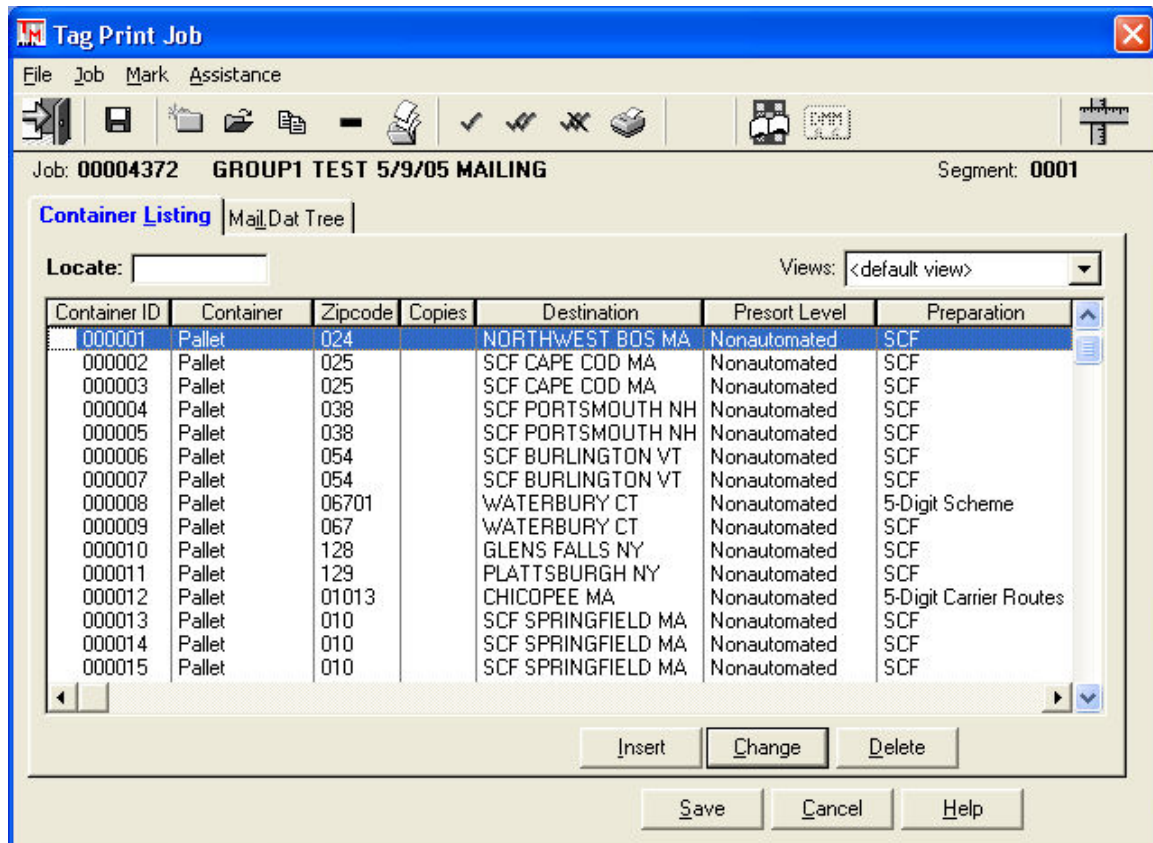 TM Tag Print Job
File Job Mark Assistance
DMM
Job: 00004372 GROUP1 TEST 5/9/05 MAILING Segment: 0001
Container Listing Mail.Dat Tree
Locate: Views: <default view>
Container ID Container Zipcode Copies Destination Presort Level Preparation
000001 Pallet 024 NORTHWEST BOS MA Nonautomated SCF
000002 Pallet 025 SCF CAPE COD MA Nonautomated SCF
000003 Pallet 025 SCF CAPE COD MA Nonautomated SCF
000004 Pallet 038 SCF PORTSMOUTH NH Nonautomated SCF
000005 Pallet 038 SCF PORTSMOUTH NH Nonautomated SCF
000006 Pallet 054 SCF BURLINGTON VT Nonautomated SCF
000007 Pallet 054 SCF BURLINGTON VT Nonautomated SCF
000008 Pallet 06701 WATERBURY CT Nonautomated 5-Digit Scheme
000009 Pallet 067 WATERBURY CT Nonautomated SCF
000010 Pallet 128 GLENS FALLS NY Nonautomated SCF
000011 Pallet 129 PLATTSBURGH NY Nonautomated SCF
000012 Pallet 01013 CHICOPEE MA Nonautomated 5-Digit Carrier Routes
000013 Pallet 010 SCF SPRINGFIELD MA Nonautomated SCF
000014 Pallet 010 SCF SPRINGFIELD MA Nonautomated SCF
000015 Pallet 010 SCF SPRINGFIELD MA Nonautomated SCF
Insert Change Delete
Save Cancel Help